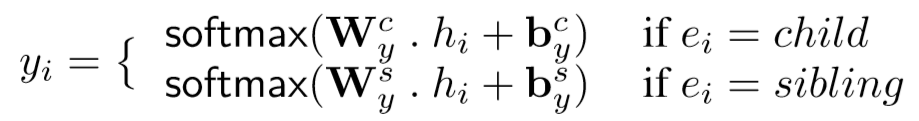 y_i = { softmax(W_y^c . h_i + b_y^c) if e_i = child
softmax(W_y^s . h_i + b_y^s) if e_i = sibling